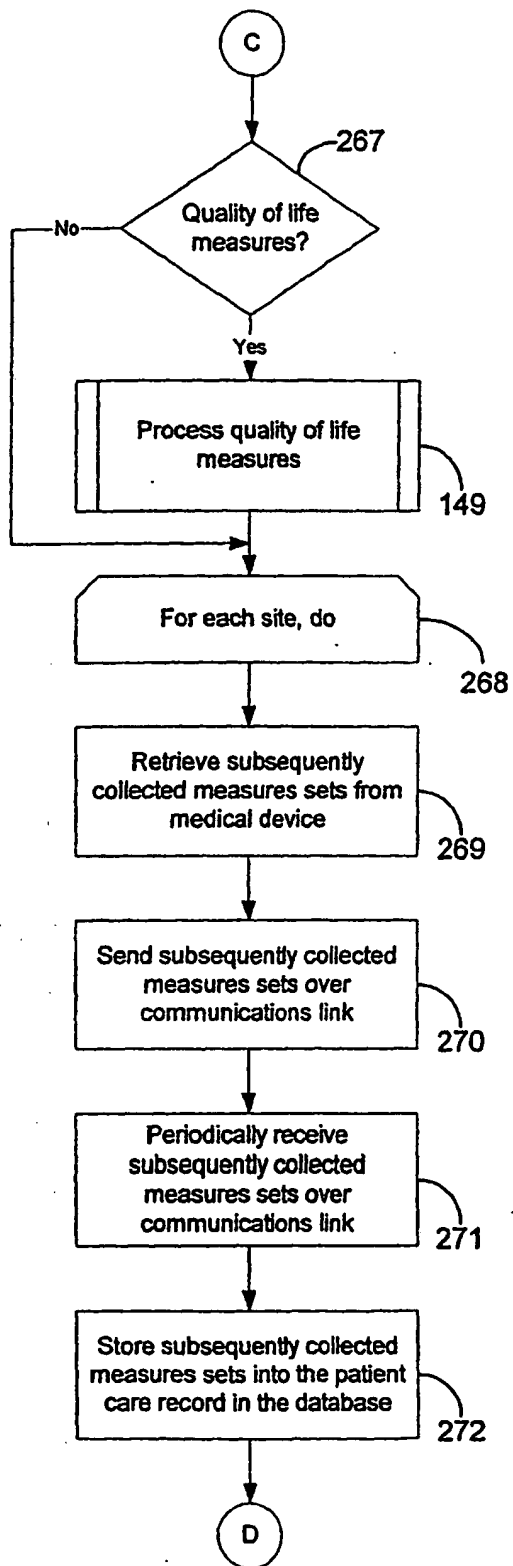 C
267
Quality of life
measures?
No
Yes
Process quality of life
measures
149
For each site, do
268
Retrieve subsequently
collected measures sets from
medical device
269
Send subsequently collected
measures sets over
communications link
270
Periodically receive
subsequently collected
measures sets over
communications link
271
Store subsequently collected
measures sets into the patient
care record in the database
272
D